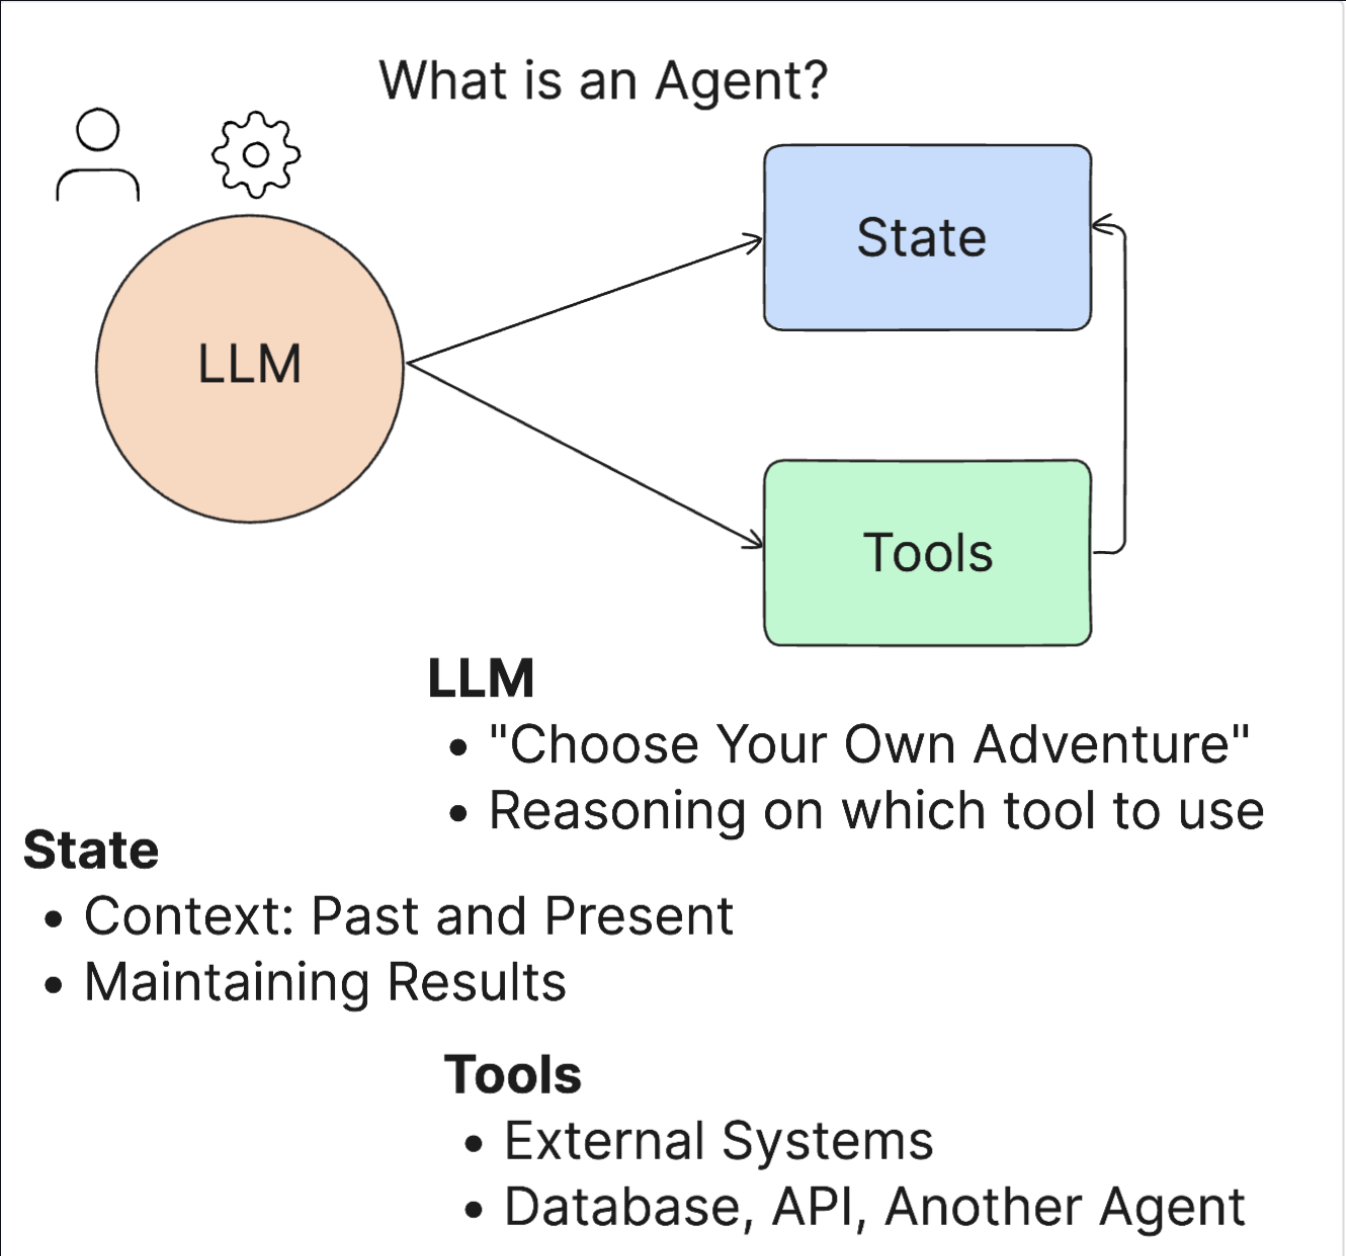 What is an Agent?
State
LLM
Tools
LLM
• "Choose Your Own Adventure"
• Reasoning on which tool to use
State
• Context: Past and Present
• Maintaining Results
Tools
• External Systems
• Database, API, Another Agent